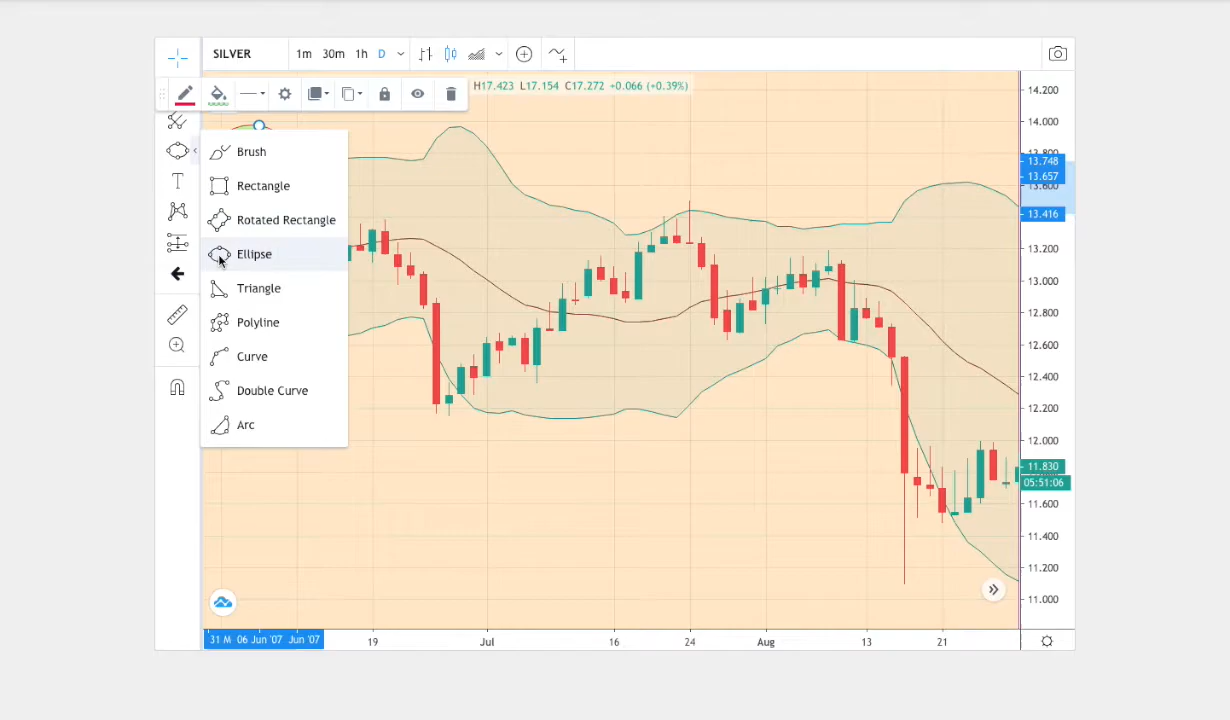 SILVER 1m 30m 1h D
H17.423 L17.154 C17.272 +0.066 (+0.39%)
Brush
Rectangle
Rotated Rectangle
Ellipse
Triangle
Polyline
Curve
Double Curve
Arc
T
14.200
14.000
13.800
13.748
13.657
13.600
13.416
13.200
13.000
12.800
12.600
12.400
12.200
12.000
11.830
05:51:06
11.600
11.400
11.200
11.000
31 M 06 Jun '07 Jun '07 19 Jul 16 24 Aug 13 21